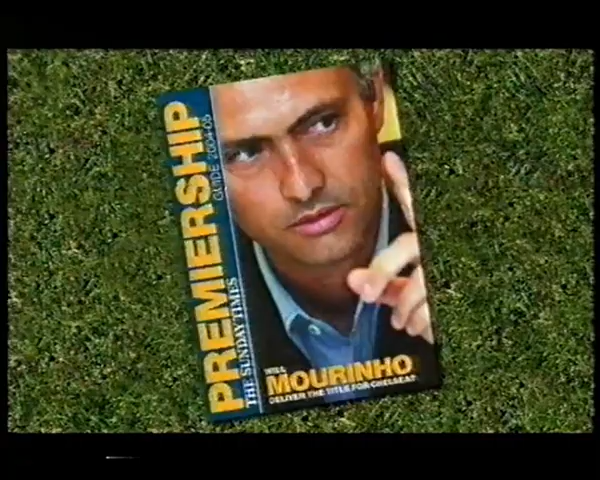 PREMIERSHIP
GUIDE 2004-05
THE SUNDAY TIMES
WILL
MOURINHO
DELIVER THE TITLE FOR CHELSEA?